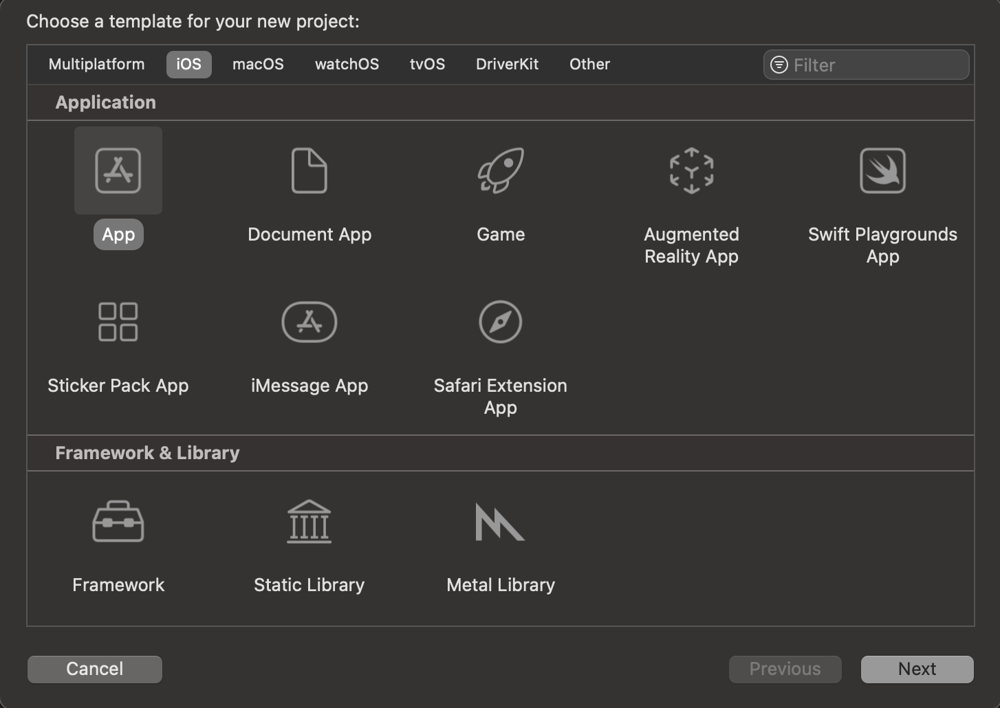 Choose a template for your new project:
Multiplatform iOS macOS watchOS tvOS DriverKit Other Filter
Application
App Document App Game Augmented Reality App Swift Playgrounds App
Sticker Pack App iMessage App Safari Extension App
Framework & Library
Framework Static Library Metal Library
Cancel Previous Next